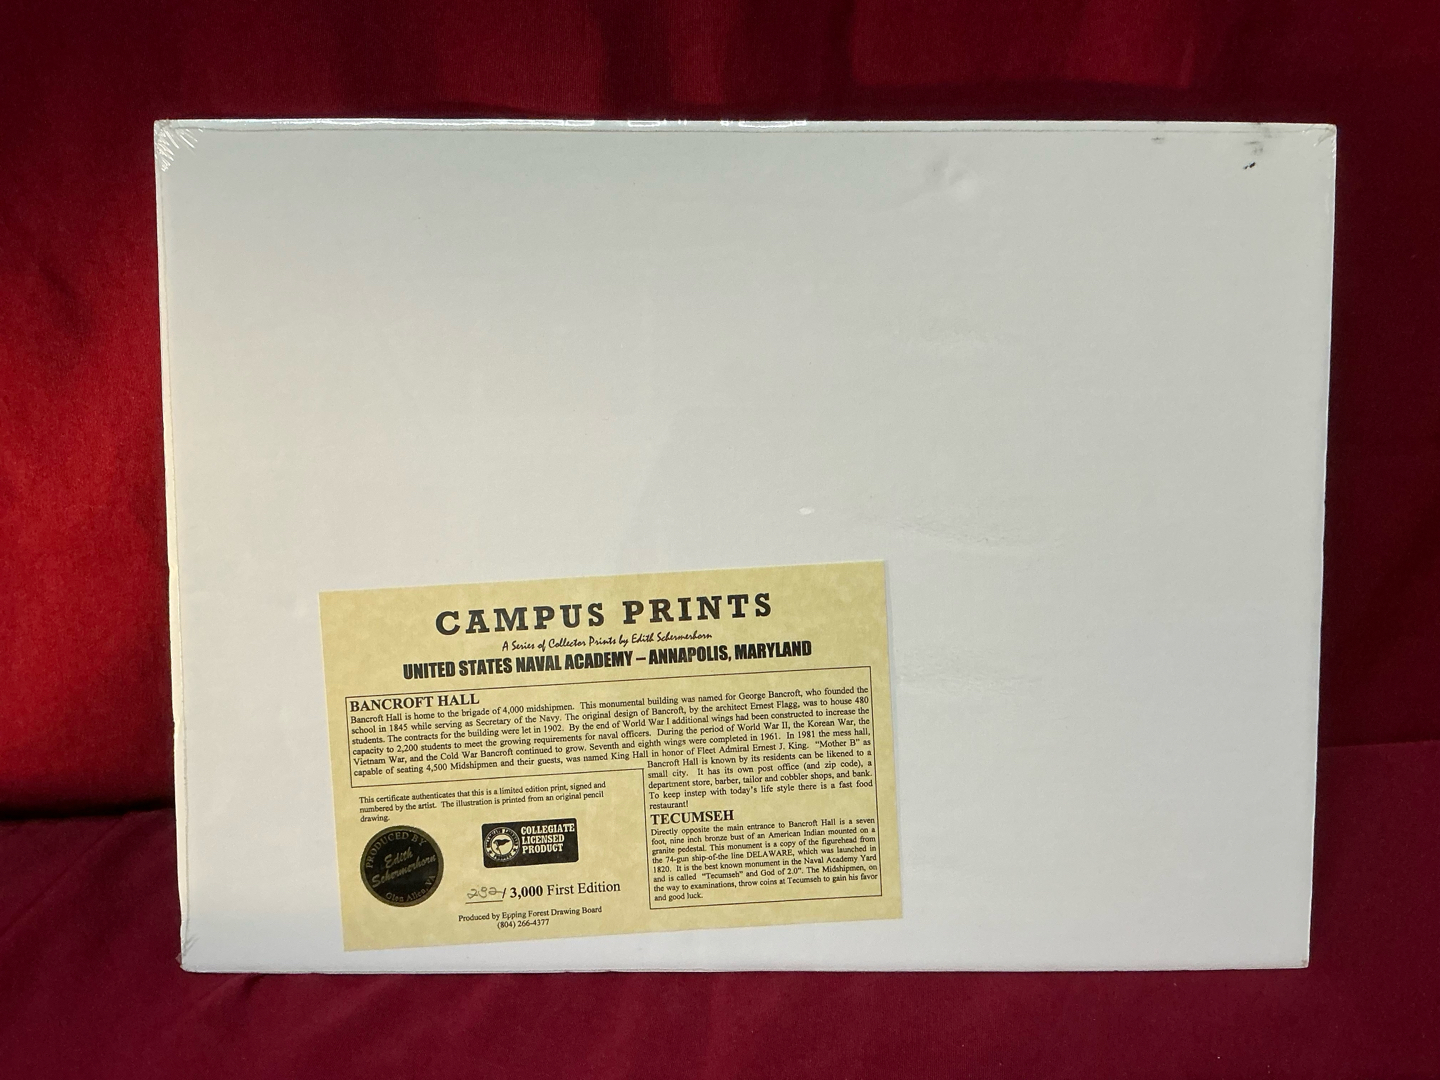 CAMPUS PRINTS
A Series of Collector Prints by Edith Schermerhorn
UNITED STATES NAVAL ACADEMY – ANNAPOLIS, MARYLAND
BANCROFT HALL
Bancroft Hall is home to the brigade of 4,000 midshipmen. This monumental building was named for George Bancroft, who founded the
school in 1845 while serving as Secretary of the Navy. The original design of Bancroft, by the architect Ernest Flagg, was to house 480
students. The contracts for the building were let in 1902. By the end of World War I additional wings had been constructed to increase the
capacity to 2,200 students to meet the growing requirements for naval officers. During the period of World War II, the Korean War, the
Vietnam War, and the Cold War Bancroft continued to grow. Seventh and eighth wings were completed in 1961. In 1981 the mess hall,
capable of seating 4,500 Midshipmen and their guests, was named King Hall in honor of Fleet Admiral Ernest J. King. "Mother B" as
Bancroft Hall is known by its residents can be likened to a
small city. It has its own post office (and zip code), a
department store, barber, tailor and cobbler shops, and bank.
To keep instep with today's life style there is a fast food
restaurant!
TECUMSEH
Directly opposite the main entrance to Bancroft Hall is a seven
foot, nine inch bronze bust of an American Indian mounted on a
granite pedestal. This monument is a copy of the figurehead from
the 74-gun ship-of-the line DELAWARE, which was launched in
1820. It is the best known monument in the Naval Academy Yard
and is called "Tecumseh" and God of 2.0". The Midshipmen, on
the way to examinations, throw coins at Tecumseh to gain his favor
and good luck.
This certificate authenticates that this is a limited edition print, signed and
numbered by the artist. The illustration is printed from an original pencil
drawing.
PRODUCED BY
Edith
Schermerhorn
Glen Allen, VA
COLLEGIATE
LICENSED
PRODUCT
292 / 3,000 First Edition
Produced by Epping Forest Drawing Board
(804) 266-4377